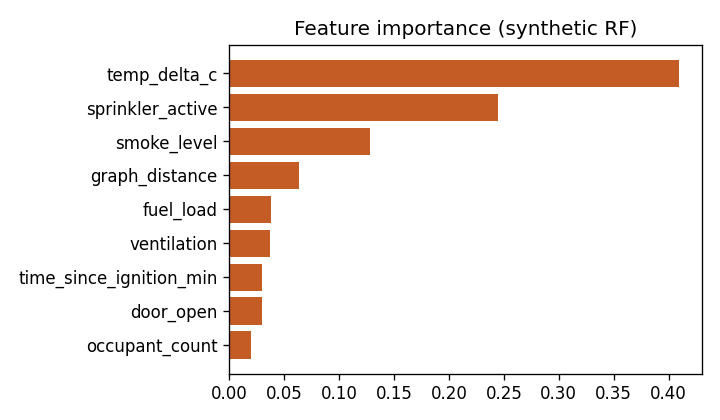 Feature importance (synthetic RF)
temp_delta_c
sprinkler_active
smoke_level
graph_distance
fuel_load
ventilation
time_since_ignition_min
door_open
occupant_count
0.00 0.05 0.10 0.15 0.20 0.25 0.30 0.35 0.40